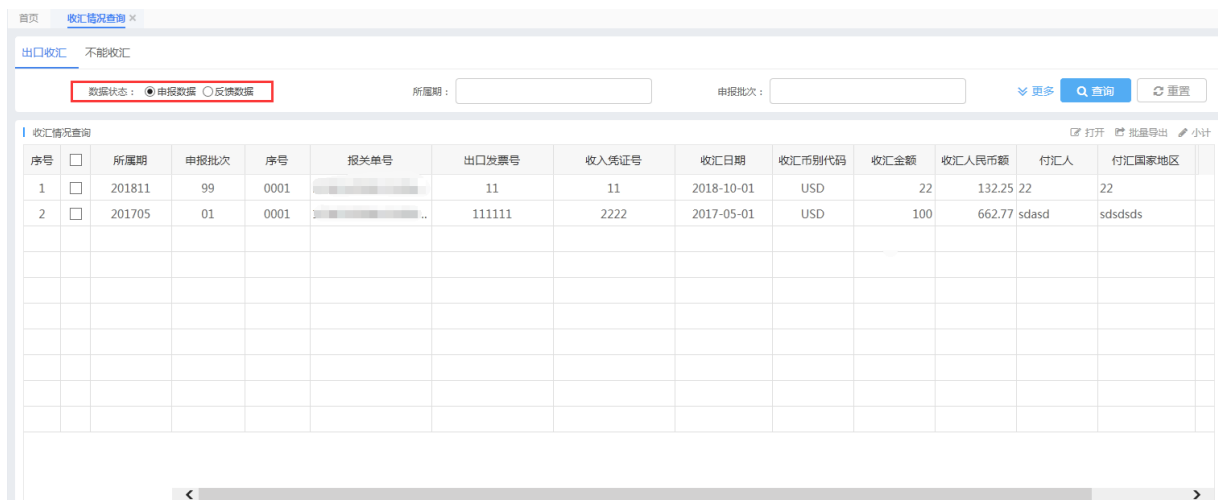 首页 收汇情况查询 ×
出口收汇 不能收汇
数据状态： 申报数据 反馈数据 所属期： 申报批次： 更多 查询 重置
收汇情况查询 打开 批量导出 小计
序号 所属期 申报批次 序号 报关单号 出口发票号 收入凭证号 收汇日期 收汇币别代码 收汇金额 收汇人民币额 付汇人 付汇国家地区
1 201811 99 0001 11 11 2018-10-01 USD 22 132.25 22 22
2 201705 01 0001 .. 111111 2222 2017-05-01 USD 100 662.77 sdasd sdsdsds